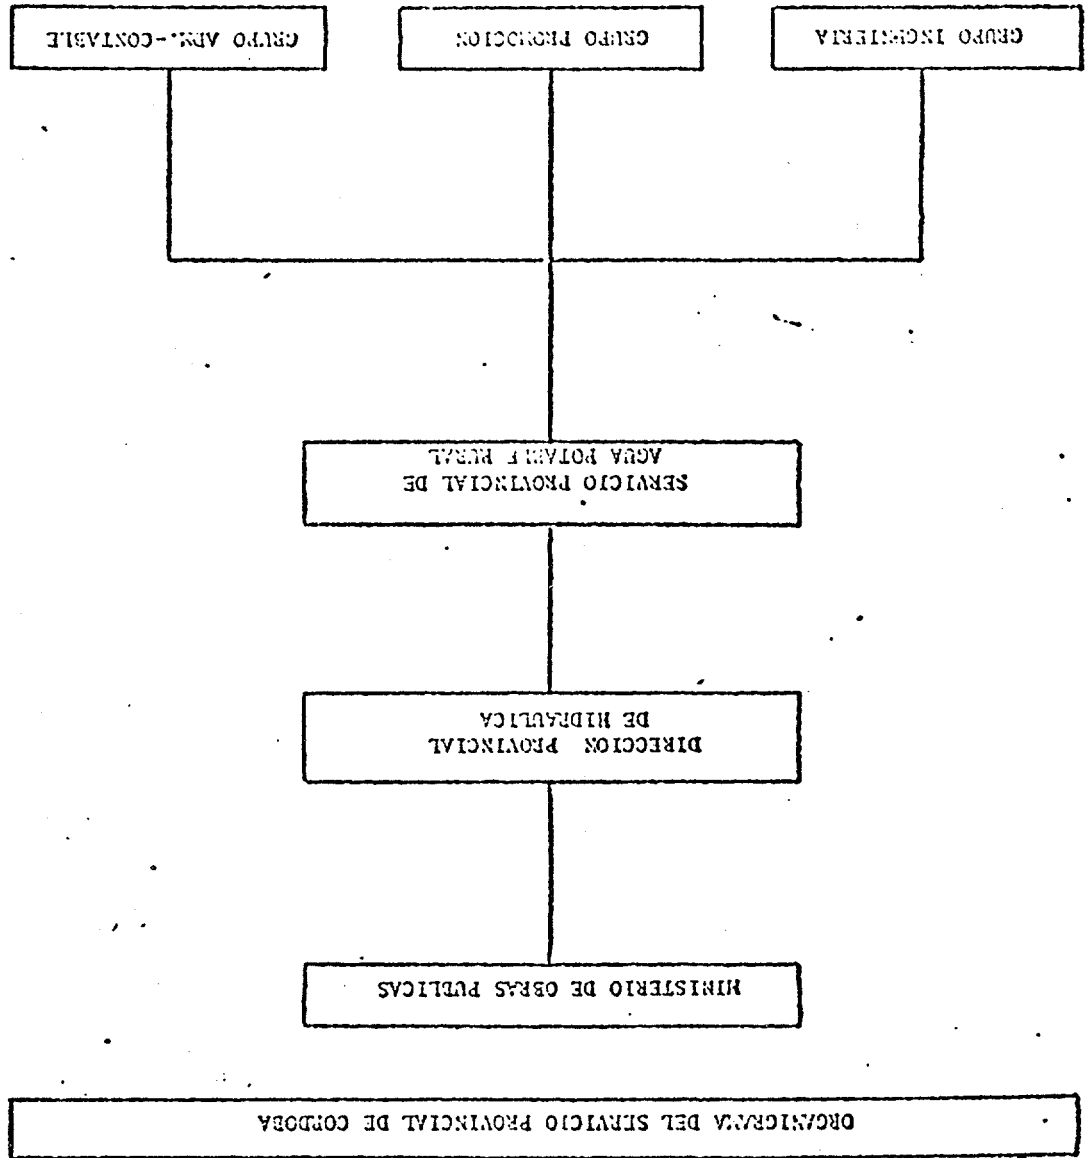 ORGANIGRAMA DEL SERVICIO PROVINCIAL DE CORDOBA
MINISTERIO DE OBRAS PUBLICAS
DIRECCION PROVINCIAL
DE HIDRAULICA
SERVICIO PROVINCIAL DE
AGUA POTABLE RURAL
GRUPO INGENIERIA
GRUPO PROMOCION
GRUPO ADM.-CONTABLE